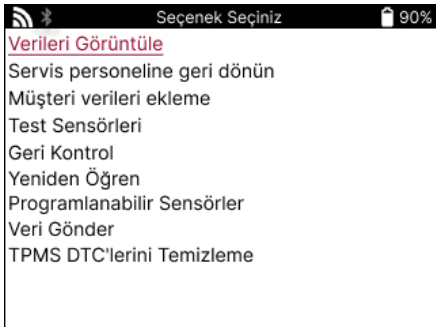 Seçenek Seçiniz 90%
Verileri Görüntüle
Servis personeline geri dönün
Müşteri verileri ekleme
Test Sensörleri
Geri Kontrol
Yeniden Öğren
Programlanabilir Sensörler
Veri Gönder
TPMS DTC'lerini Temizleme